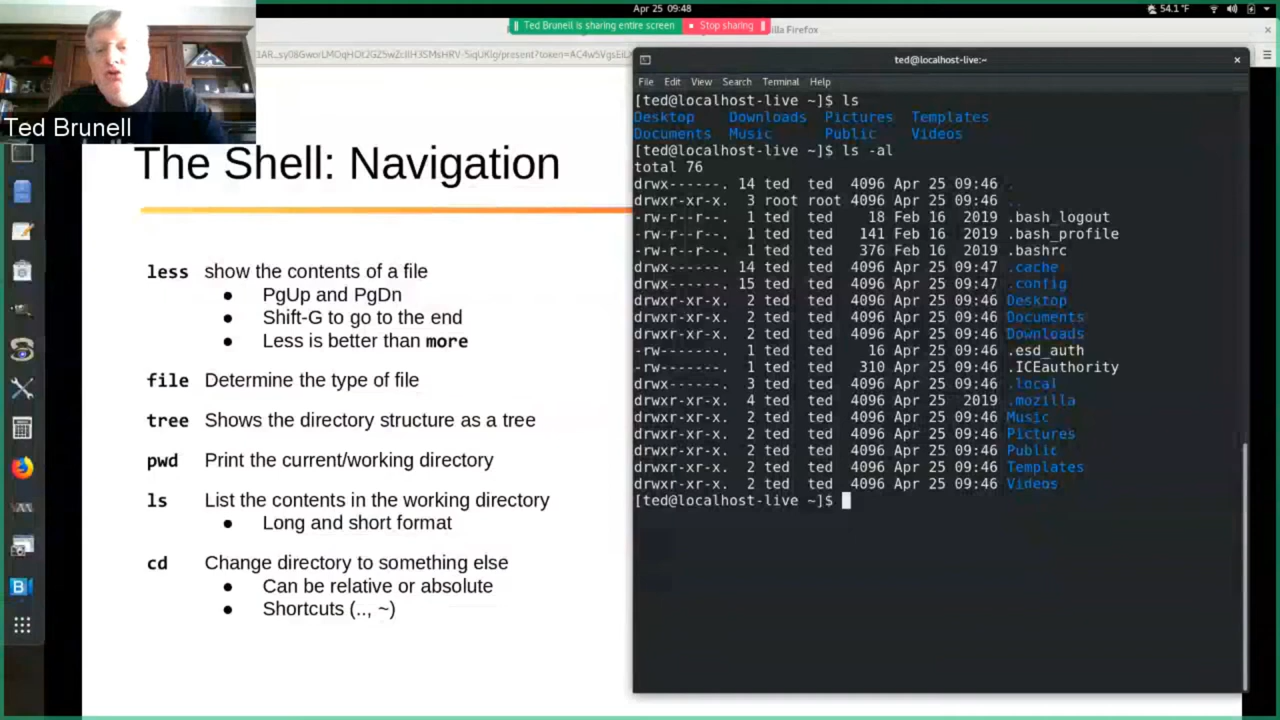 Apr 25 09:48
54.1 °F
Ted Brunell is sharing entire screen
Stop sharing
illa Firefox
Ted Brunell
The Shell: Navigation
less show the contents of a file
● PgUp and PgDn
● Shift-G to go to the end
● Less is better than more
file Determine the type of file
tree Shows the directory structure as a tree
pwd Print the current/working directory
ls List the contents in the working directory
● Long and short format
cd Change directory to something else
● Can be relative or absolute
● Shortcuts (.., ~)
ted@localhost-live:~
File Edit View Search Terminal Help
[ted@localhost-live ~]$ ls
Desktop Downloads Pictures Templates
Documents Music Public Videos
[ted@localhost-live ~]$ ls -al
total 76
drwx------. 14 ted ted 4096 Apr 25 09:46 .
drwxr-xr-x. 3 root root 4096 Apr 25 09:46 ..
-rw-r--r--. 1 ted ted 18 Feb 16 2019 .bash_logout
-rw-r--r--. 1 ted ted 141 Feb 16 2019 .bash_profile
-rw-r--r--. 1 ted ted 376 Feb 16 2019 .bashrc
drwx------. 14 ted ted 4096 Apr 25 09:47 .cache
drwx------. 15 ted ted 4096 Apr 25 09:47 .config
drwxr-xr-x. 2 ted ted 4096 Apr 25 09:46 Desktop
drwxr-xr-x. 2 ted ted 4096 Apr 25 09:46 Documents
drwxr-xr-x. 2 ted ted 4096 Apr 25 09:46 Downloads
-rw-------. 1 ted ted 16 Apr 25 09:46 .esd_auth
-rw-------. 1 ted ted 310 Apr 25 09:46 .ICEauthority
drwx------. 3 ted ted 4096 Apr 25 09:46 .local
drwxr-xr-x. 4 ted ted 4096 Apr 25 2019 .mozilla
drwxr-xr-x. 2 ted ted 4096 Apr 25 09:46 Music
drwxr-xr-x. 2 ted ted 4096 Apr 25 09:46 Pictures
drwxr-xr-x. 2 ted ted 4096 Apr 25 09:46 Public
drwxr-xr-x. 2 ted ted 4096 Apr 25 09:46 Templates
drwxr-xr-x. 2 ted ted 4096 Apr 25 09:46 Videos
[ted@localhost-live ~]$